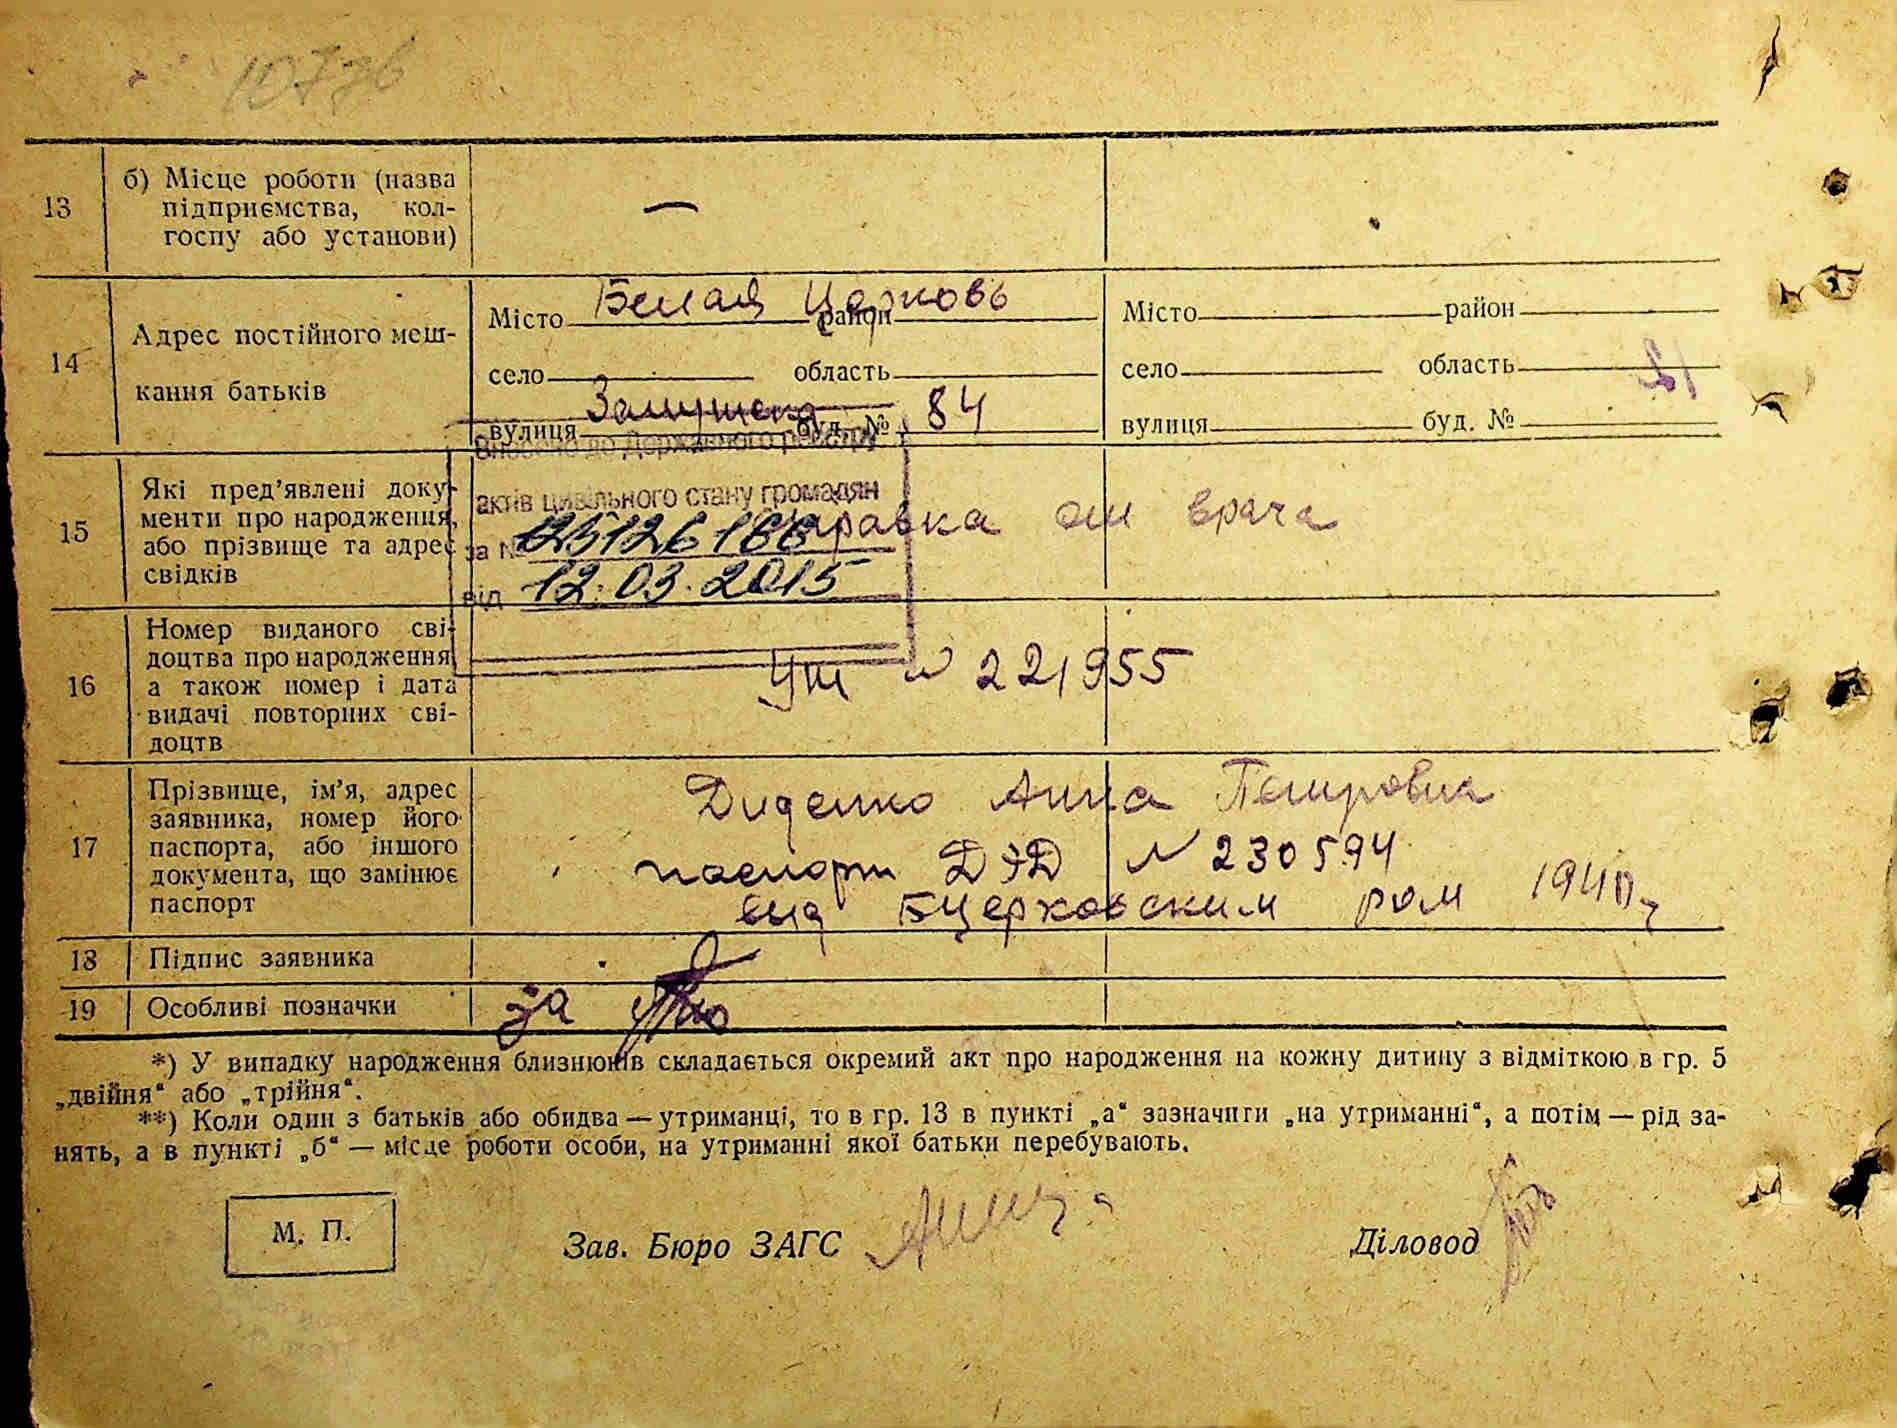 10776
13 б) Місце роботи (назва
підприємства, кол-
госпу або установи)
—
14 Адрес постійного меш-
кання батьків
Місто Белая Церковь район
село область
вулиця буд. № 84
Місто район
село область
вулиця буд. №
15 Які пред’явлені доку-
менти про народження,
або прізвище та адрес
свідків
Справка от врача
Внесено до Державного реєстру
актів цивільного стану громадян
за №
від 12.03.2015
16 Номер виданого сві-
доцтва про народження
а також номер і дата
видачі повторних сві-
доцтв
№ 221955
17 Прізвище, ім’я, адрес
заявника, номер його
паспорта, або іншого
документа, що замінює
паспорт
Диденко Анна Петровна
паспорт № 230594
выд Бцерковским ром 1940 г
18 Підпис заявника
19 Особливі позначки
за
*) У випадку народження близнюків складається окремий акт про народження на кожну дитину з відміткою в гр. 5
„двійня“ або „трійня“.
**) Коли один з батьків або обидва — утриманці, то в гр. 13 в пункті „а“ зазначити „на утриманні“, а потім — рід за-
нять, а в пункті „б“ — місце роботи особи, на утриманні якої батьки перебувають.
М. П.
Зав. Бюро ЗАГС
Діловод